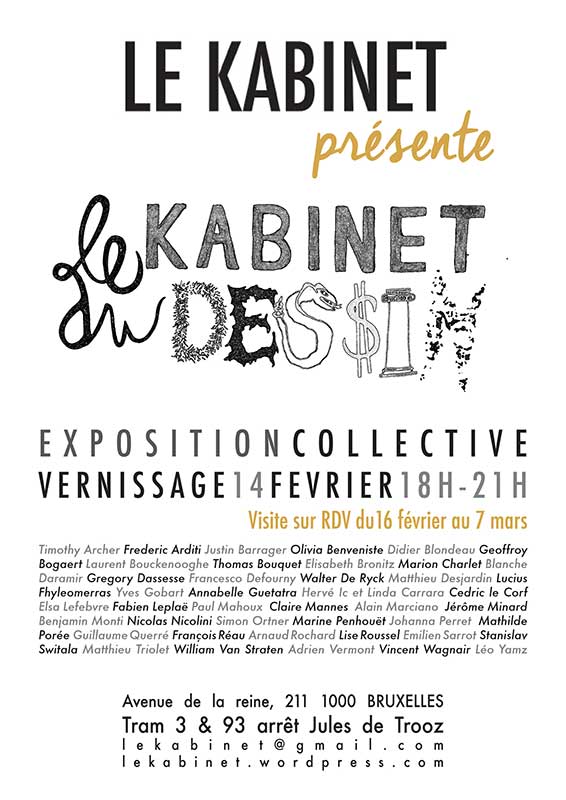 LE KABINET
présente
le KABINET
du DESSIN
EXPOSITION COLLECTIVE
VERNISSAGE 14 FEVRIER 18H-21H
Visite sur RDV du16 février au 7 mars
Timothy Archer Frederic Arditi Justin Barrager Olivia Benveniste Didier Blondeau Geoffroy
Bogaert Laurent Bouckenooghe Thomas Bouquet Elisabeth Bronitz Marion Charlet Blanche
Daramir Gregory Dassesse Francesco Defourny Walter De Ryck Matthieu Desjardin Lucius
Fhyleomerras Yves Gobart Annabelle Guetatra Hervé Ic et Linda Carrara Cedric le Corf
Elsa Lefebvre Fabien Leplaë Paul Mahoux Claire Mannes Alain Marciano Jérôme Minard
Benjamin Monti Nicolas Nicolini Simon Ortner Marine Penhouët Johanna Perret Mathilde
Porée Guillaume Querré François Réau Arnaud Rochard Lise Roussel Emilien Sarrot Stanislav
Switala Matthieu Triolet William Van Straten Adrien Vermont Vincent Wagnair Léo Yamz
Avenue de la reine, 211 1000 BRUXELLES
Tram 3 & 93 arrêt Jules de Trooz
lekabinet@gmail.com
lekabinet.wordpress.com